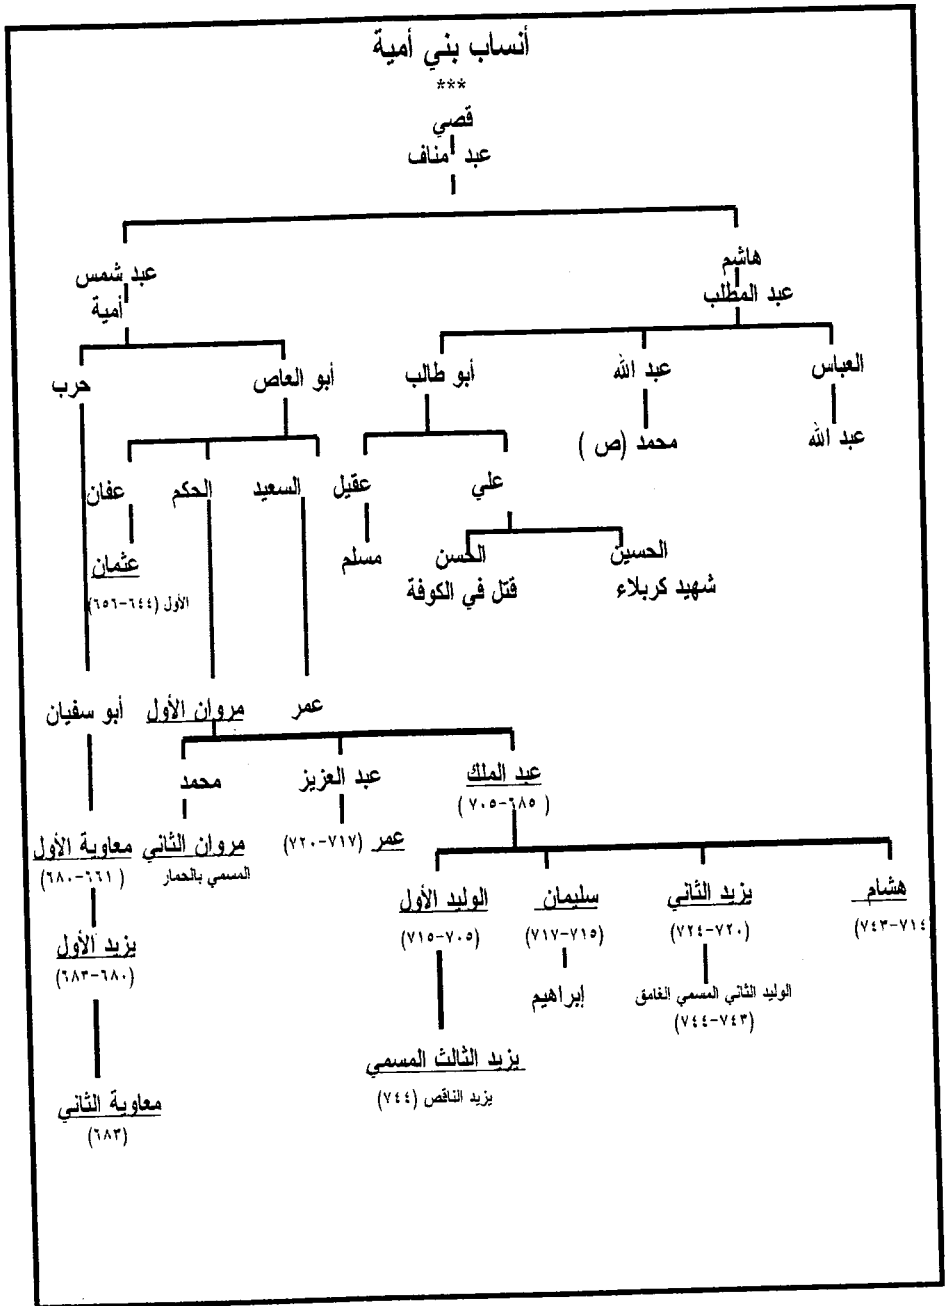 أنساب بني أمية
***
قصي
عبد مناف
هاشم
عبد شمس
عبد المطلب
أمية
العباس
عبد الله
أبو طالب
أبو العاص
حرب
عبد الله
محمد (ص )
علي
عقيل
السعيد
الحكم
عفان
الحسين
الحسن
مسلم
عثمان
شهيد كربلاء
قتل في الكوفة
الأول (٦٤٤-٦٥٦)
عمر
مروان الأول
أبو سفيان
عبد الملك
عبد العزيز
محمد
(٦٨٥-٧٠٥ )
عمر (٧١٧-٧٢٠)
مروان الثاني
معاوية الأول
المسمي بالحمار
(٦٦١-٦٨٠ )
هشام
يزيد الثاني
سليمان
الوليد الأول
(٧١٤-٧٤٣)
(٧٢٠-٧٢٤)
(٧١٥-٧١٧)
(٧٠٥-٧١٥)
يزيد الأول
(٦٨٠-٦٨٣)
الوليد الثاني المسمي الغامق
إبراهيم
(٧٤٣-٧٤٤)
يزيد الثالث المسمي
يزيد الناقص (٧٤٤)
معاوية الثاني
(٦٨٣)